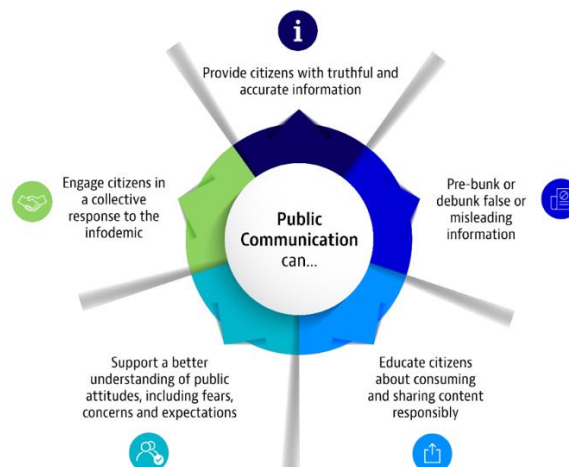 i
Provide citizens with truthful and
accurate information
Engage citizens in
a collective
response to the
infodemic
Public
Communication
can...
Pre-bunk or
debunk false or
misleading
information
Support a better
understanding of public
attitudes, including fears,
concerns and expectations
Educate citizens
about consuming
and sharing content
responsibly